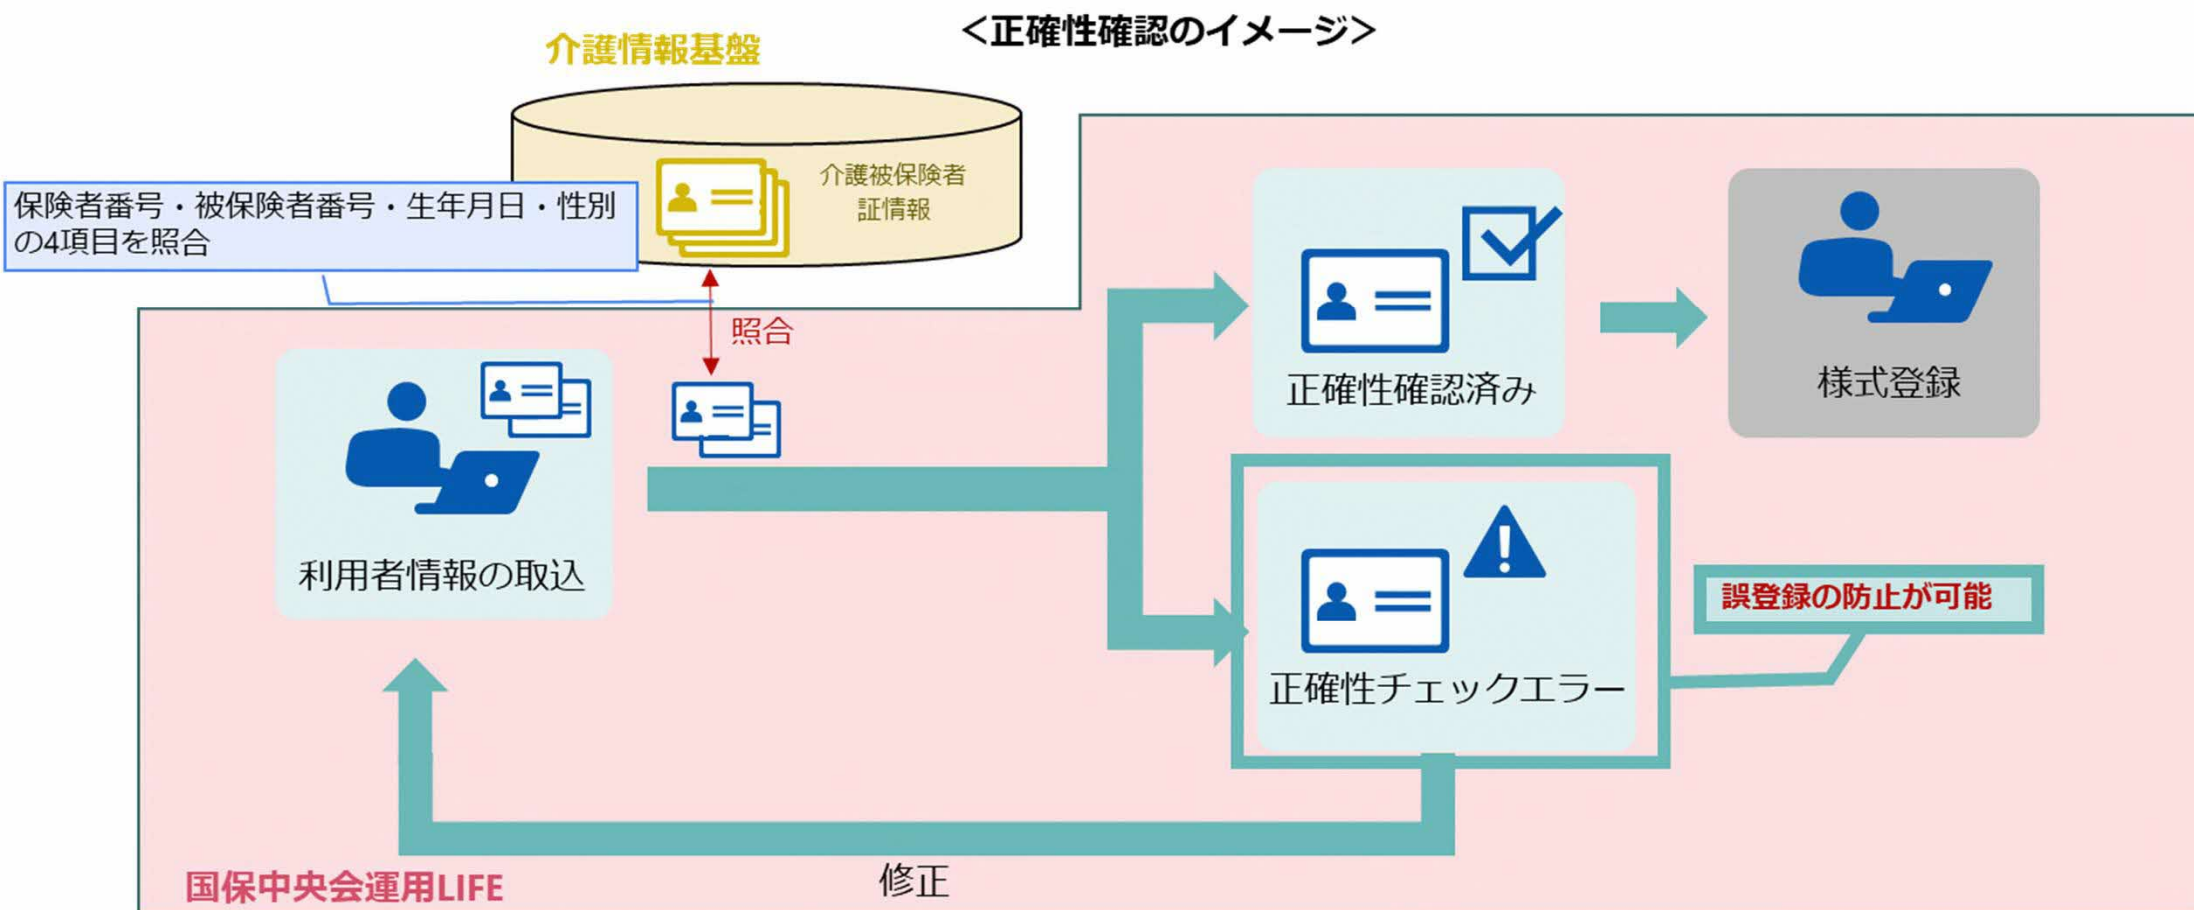 ＜正確性確認のイメージ＞
介護情報基盤
介護被保険者
証情報
保険者番号・被保険者番号・生年月日・性別
の4項目を照合
照合
利用者情報の取込
正確性確認済み
様式登録
正確性チェックエラー
誤登録の防止が可能
修正
国保中央会運用LIFE